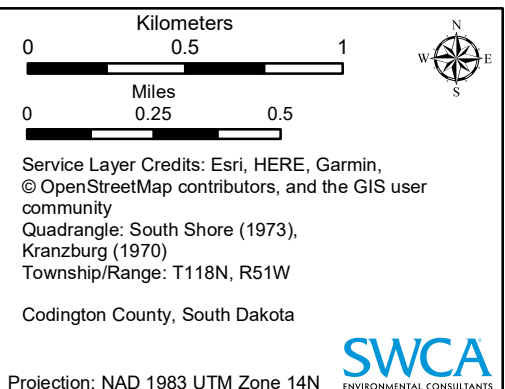 Kilometers
0 0.5 1
N
W E
S
Miles
0 0.25 0.5
Service Layer Credits: Esri, HERE, Garmin,
© OpenStreetMap contributors, and the GIS user
community
Quadrangle: South Shore (1973),
Kranzburg (1970)
Township/Range: T118N, R51W
Codington County, South Dakota
SWCA
ENVIRONMENTAL CONSULTANTS
Projection: NAD 1983 UTM Zone 14N